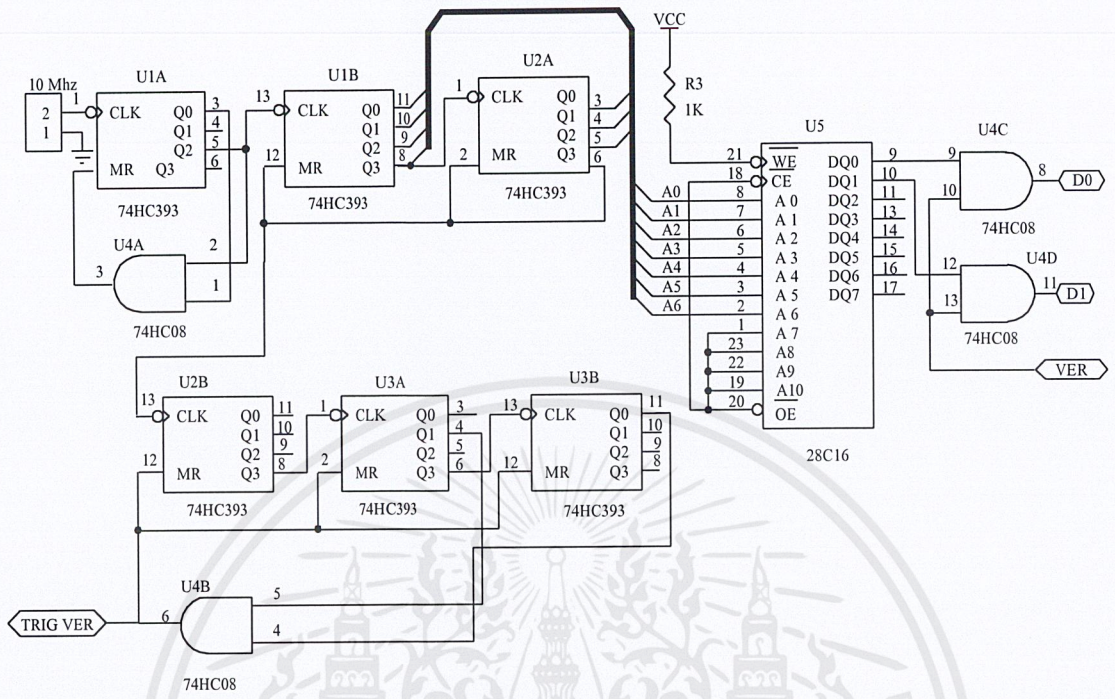 VCC
R3
1K
10 Mhz
2
1
U1A
1
CLK
MR
Q0
Q1
Q2
Q3
3
4
5
6
74HC393
U1B
13
CLK
12
MR
Q0
Q1
Q2
Q3
11
10
9
8
74HC393
U2A
1
CLK
2
MR
Q0
Q1
Q2
Q3
3
4
5
6
74HC393
U4A
3
2
1
74HC08
A0
A1
A2
A3
A4
A5
A6
U5
21 WE
18 CE
8 A 0
7 A 1
6 A 2
5 A 3
4 A 4
3 A 5
2 A 6
1 A 7
23 A8
22 A9
19 A10
20 OE
DQ0 9
DQ1 10
DQ2 11
DQ3 13
DQ4 14
DQ5 15
DQ6 16
DQ7 17
28C16
U4C
9
10
8
D0
74HC08
U4D
12
13
11
D1
74HC08
VER
U2B
13
CLK
12
MR
Q0
Q1
Q2
Q3
11
10
9
8
74HC393
U3A
1
CLK
2
MR
Q0
Q1
Q2
Q3
3
4
5
6
74HC393
U3B
13
CLK
12
MR
Q0
Q1
Q2
Q3
11
10
9
8
74HC393
U4B
6
5
4
74HC08
TRIG VER